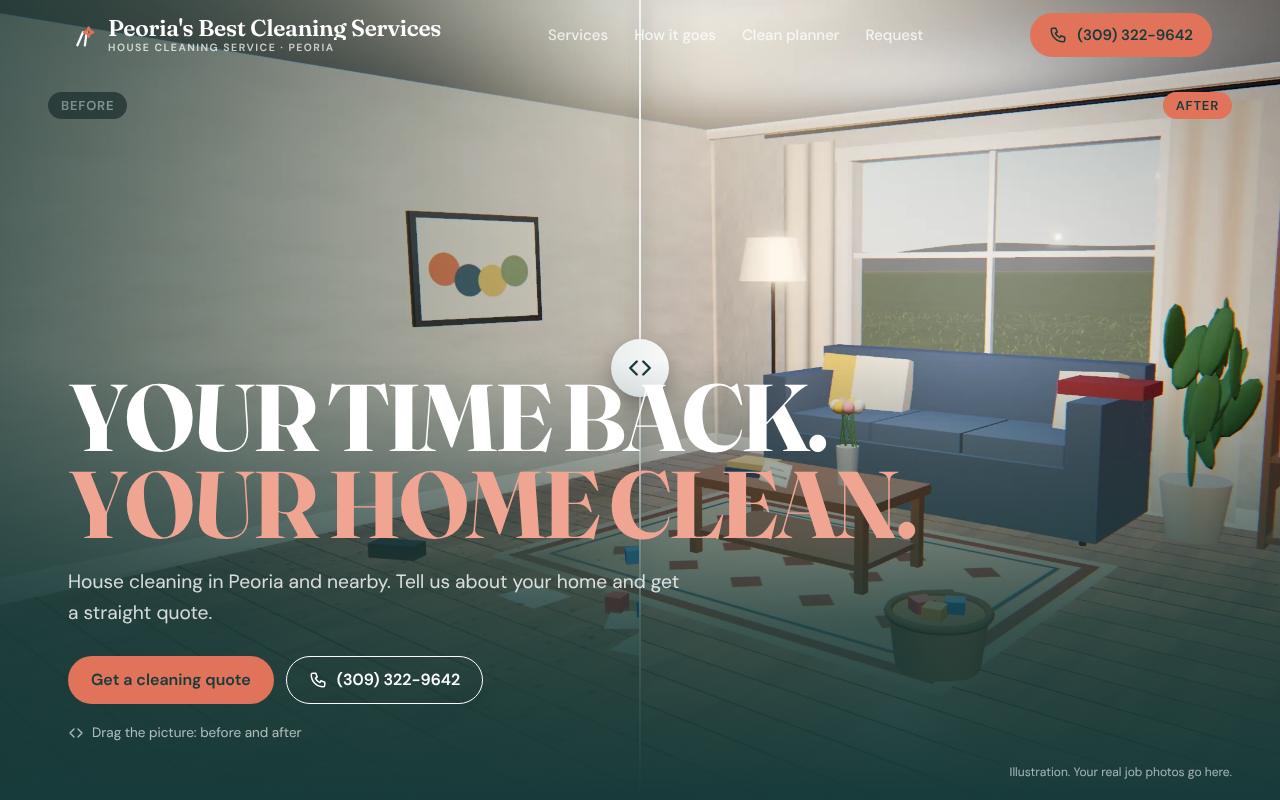 Peoria's Best Cleaning Services
HOUSE CLEANING SERVICE · PEORIA
Services
How it goes
Clean planner
Request
(309) 322-9642
BEFORE
AFTER
YOUR TIME BACK.
YOUR HOME CLEAN.
House cleaning in Peoria and nearby. Tell us about your home and get
a straight quote.
Get a cleaning quote
(309) 322-9642
Drag the picture: before and after
Illustration. Your real job photos go here.